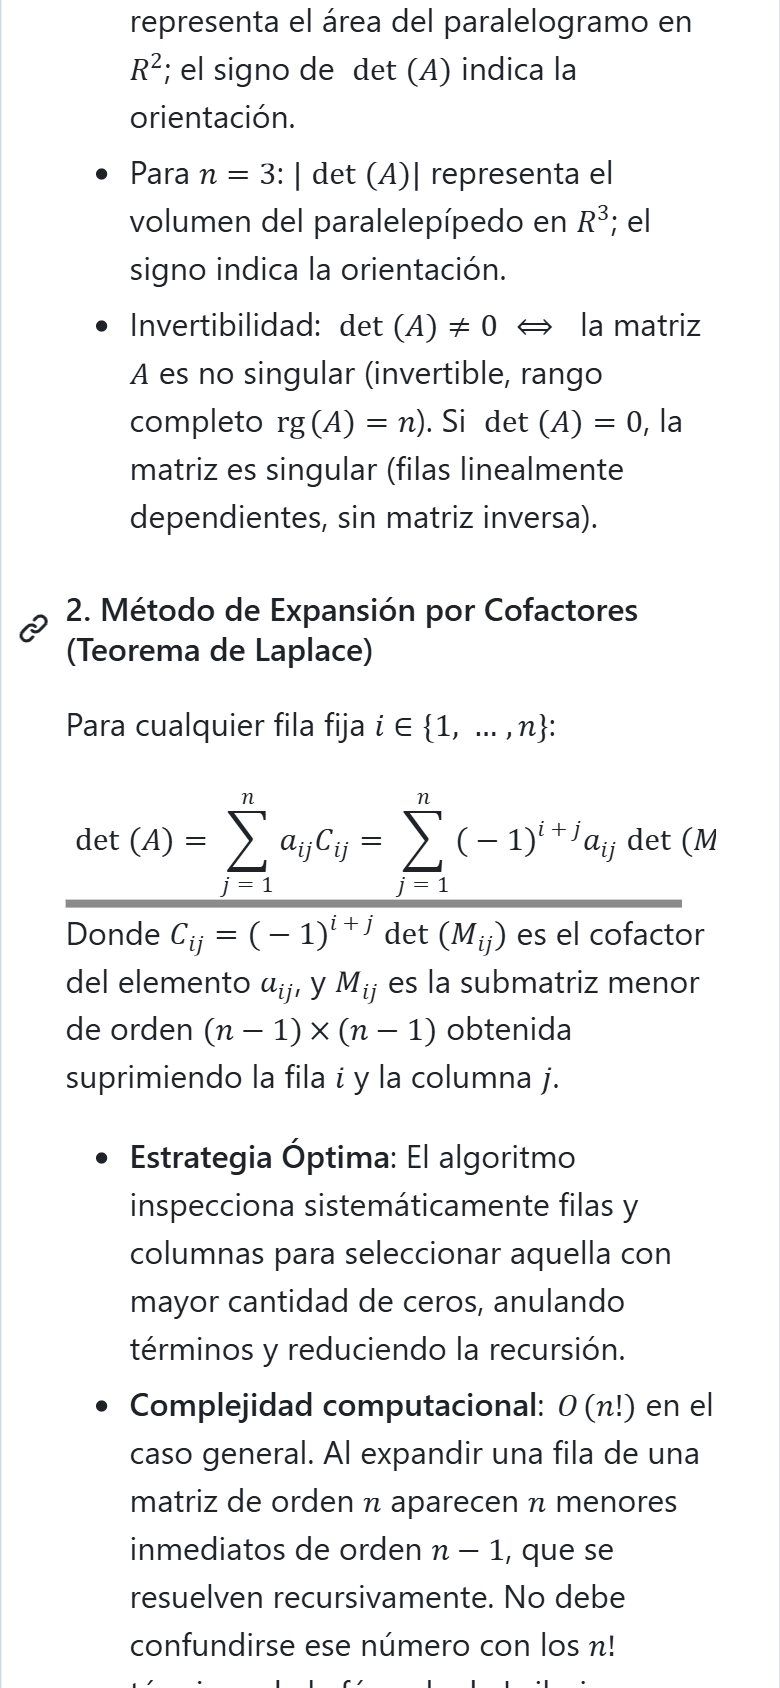 representa el área del paralelogramo en
R²; el signo de det (A) indica la
orientación.
• Para n = 3: | det (A)| representa el
volumen del paralelepípedo en R³; el
signo indica la orientación.
• Invertibilidad: det (A) ≠ 0 ⟺ la matriz
A es no singular (invertible, rango
completo rg (A) = n). Si det (A) = 0, la
matriz es singular (filas linealmente
dependientes, sin matriz inversa).
2. Método de Expansión por Cofactores
(Teorema de Laplace)
Para cualquier fila fija i ∈ {1, … , n}:
det (A) = ∑_{j = 1}^{n} a_{ij}C_{ij} = ∑_{j = 1}^{n} ( − 1)^{i + j}a_{ij} det (M
Donde C_{ij} = ( − 1)^{i + j} det (M_{ij}) es el cofactor
del elemento a_{ij}, y M_{ij} es la submatriz menor
de orden (n − 1) × (n − 1) obtenida
suprimiendo la fila i y la columna j.
• Estrategia Óptima: El algoritmo
inspecciona sistemáticamente filas y
columnas para seleccionar aquella con
mayor cantidad de ceros, anulando
términos y reduciendo la recursión.
• Complejidad computacional: O (n!) en el
caso general. Al expandir una fila de una
matriz de orden n aparecen n menores
inmediatos de orden n − 1, que se
resuelven recursivamente. No debe
confundirse ese número con los n!